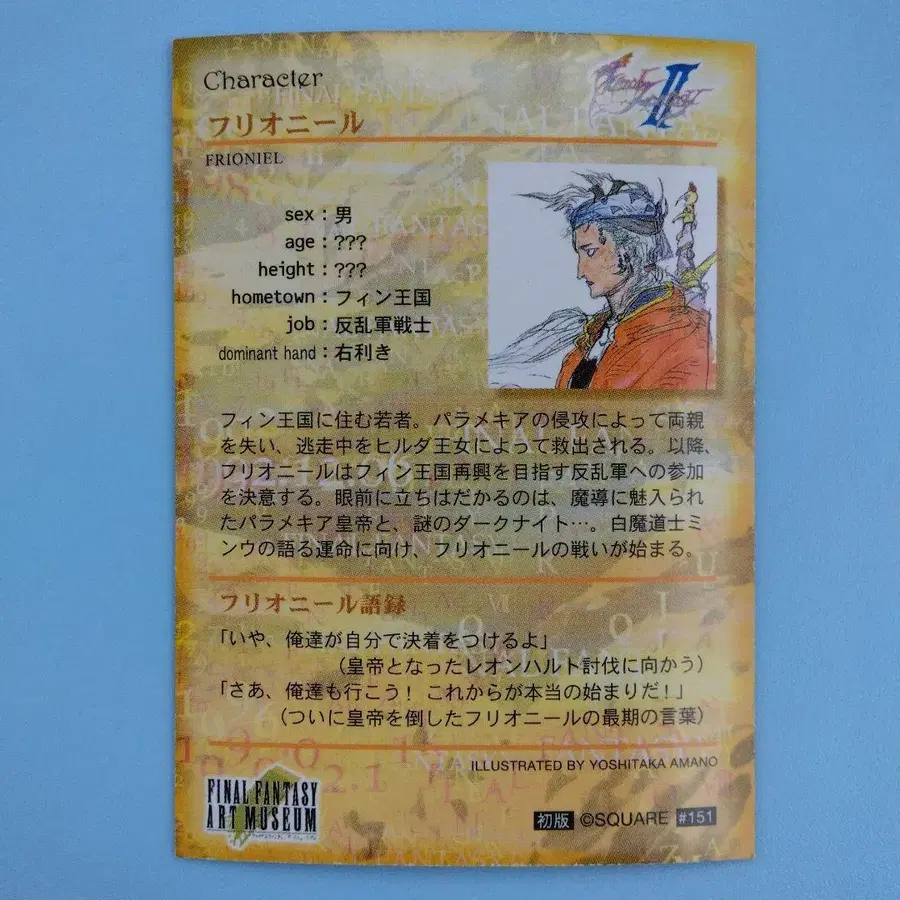 Character
FINAL FANTASY II
フリオニール
FRIONIEL
sex：男
age：???
height：???
hometown：フィン王国
job：反乱軍戦士
dominant hand：右利き
フィン王国に住む若者。パラメキアの侵攻によって両親
を失い、逃走中をヒルダ王女によって救出される。以降、
フリオニールはフィン王国再興を目指す反乱軍への参加
を決意する。眼前に立ちはだかるのは、魔導に魅入られ
たパラメキア皇帝と、謎のダークナイト…。白魔道士ミ
ンウの語る運命に向け、フリオニールの戦いが始まる。
フリオニール語録
「いや、俺達が自分で決着をつけるよ」
（皇帝となったレオンハルト討伐に向かう）
「さあ、俺達も行こう！ これからが本当の始まりだ！」
（ついに皇帝を倒したフリオニールの最期の言葉）
ILLUSTRATED BY YOSHITAKA AMANO
FINAL FANTASY
ART MUSEUM
初版 ©SQUARE #151